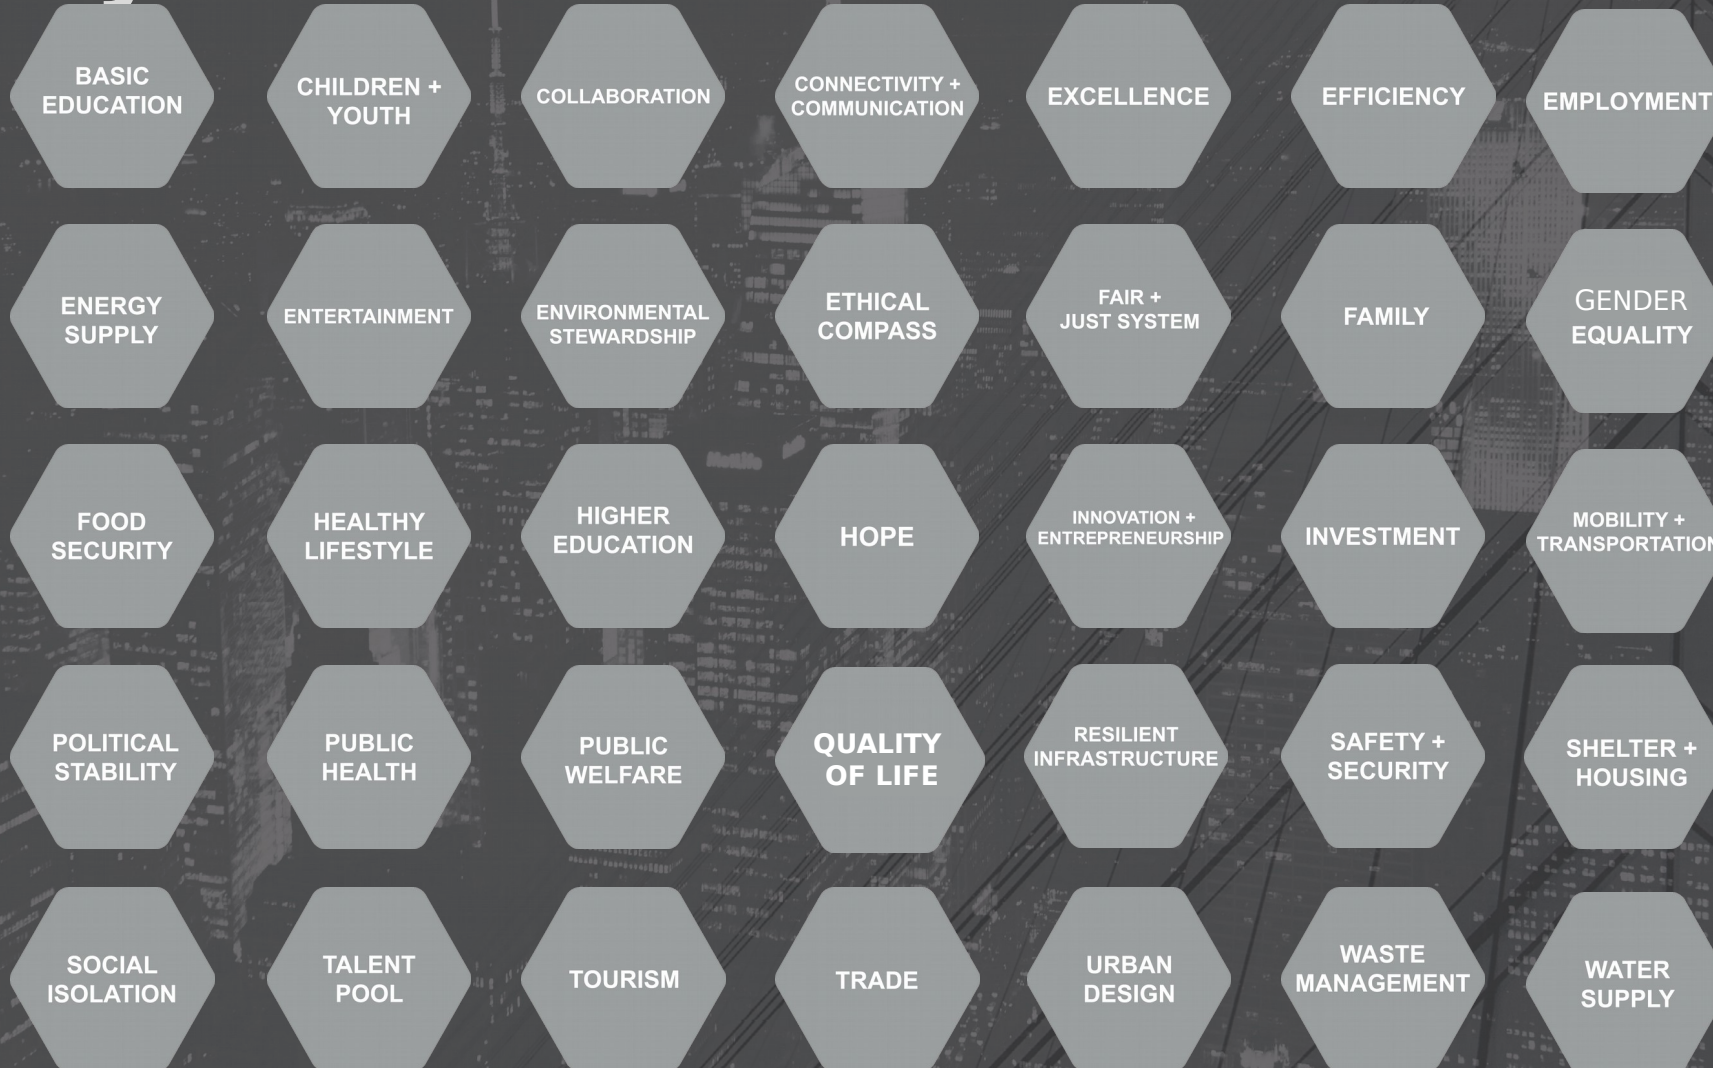 BASIC
EDUCATION
CHILDREN +
YOUTH
COLLABORATION
CONNECTIVITY +
COMMUNICATION
EXCELLENCE
EFFICIENCY
EMPLOYMENT
ENERGY
SUPPLY
ENTERTAINMENT
ENVIRONMENTAL
STEWARDSHIP
ETHICAL
COMPASS
FAIR +
JUST SYSTEM
FAMILY
GENDER
EQUALITY
FOOD
SECURITY
HEALTHY
LIFESTYLE
HIGHER
EDUCATION
HOPE
INNOVATION +
ENTREPRENEURSHIP
INVESTMENT
MOBILITY +
TRANSPORTATION
POLITICAL
STABILITY
PUBLIC
HEALTH
PUBLIC
WELFARE
QUALITY
OF LIFE
RESILIENT
INFRASTRUCTURE
SAFETY +
SECURITY
SHELTER +
HOUSING
SOCIAL
ISOLATION
TALENT
POOL
TOURISM
TRADE
URBAN
DESIGN
WASTE
MANAGEMENT
WATER
SUPPLY